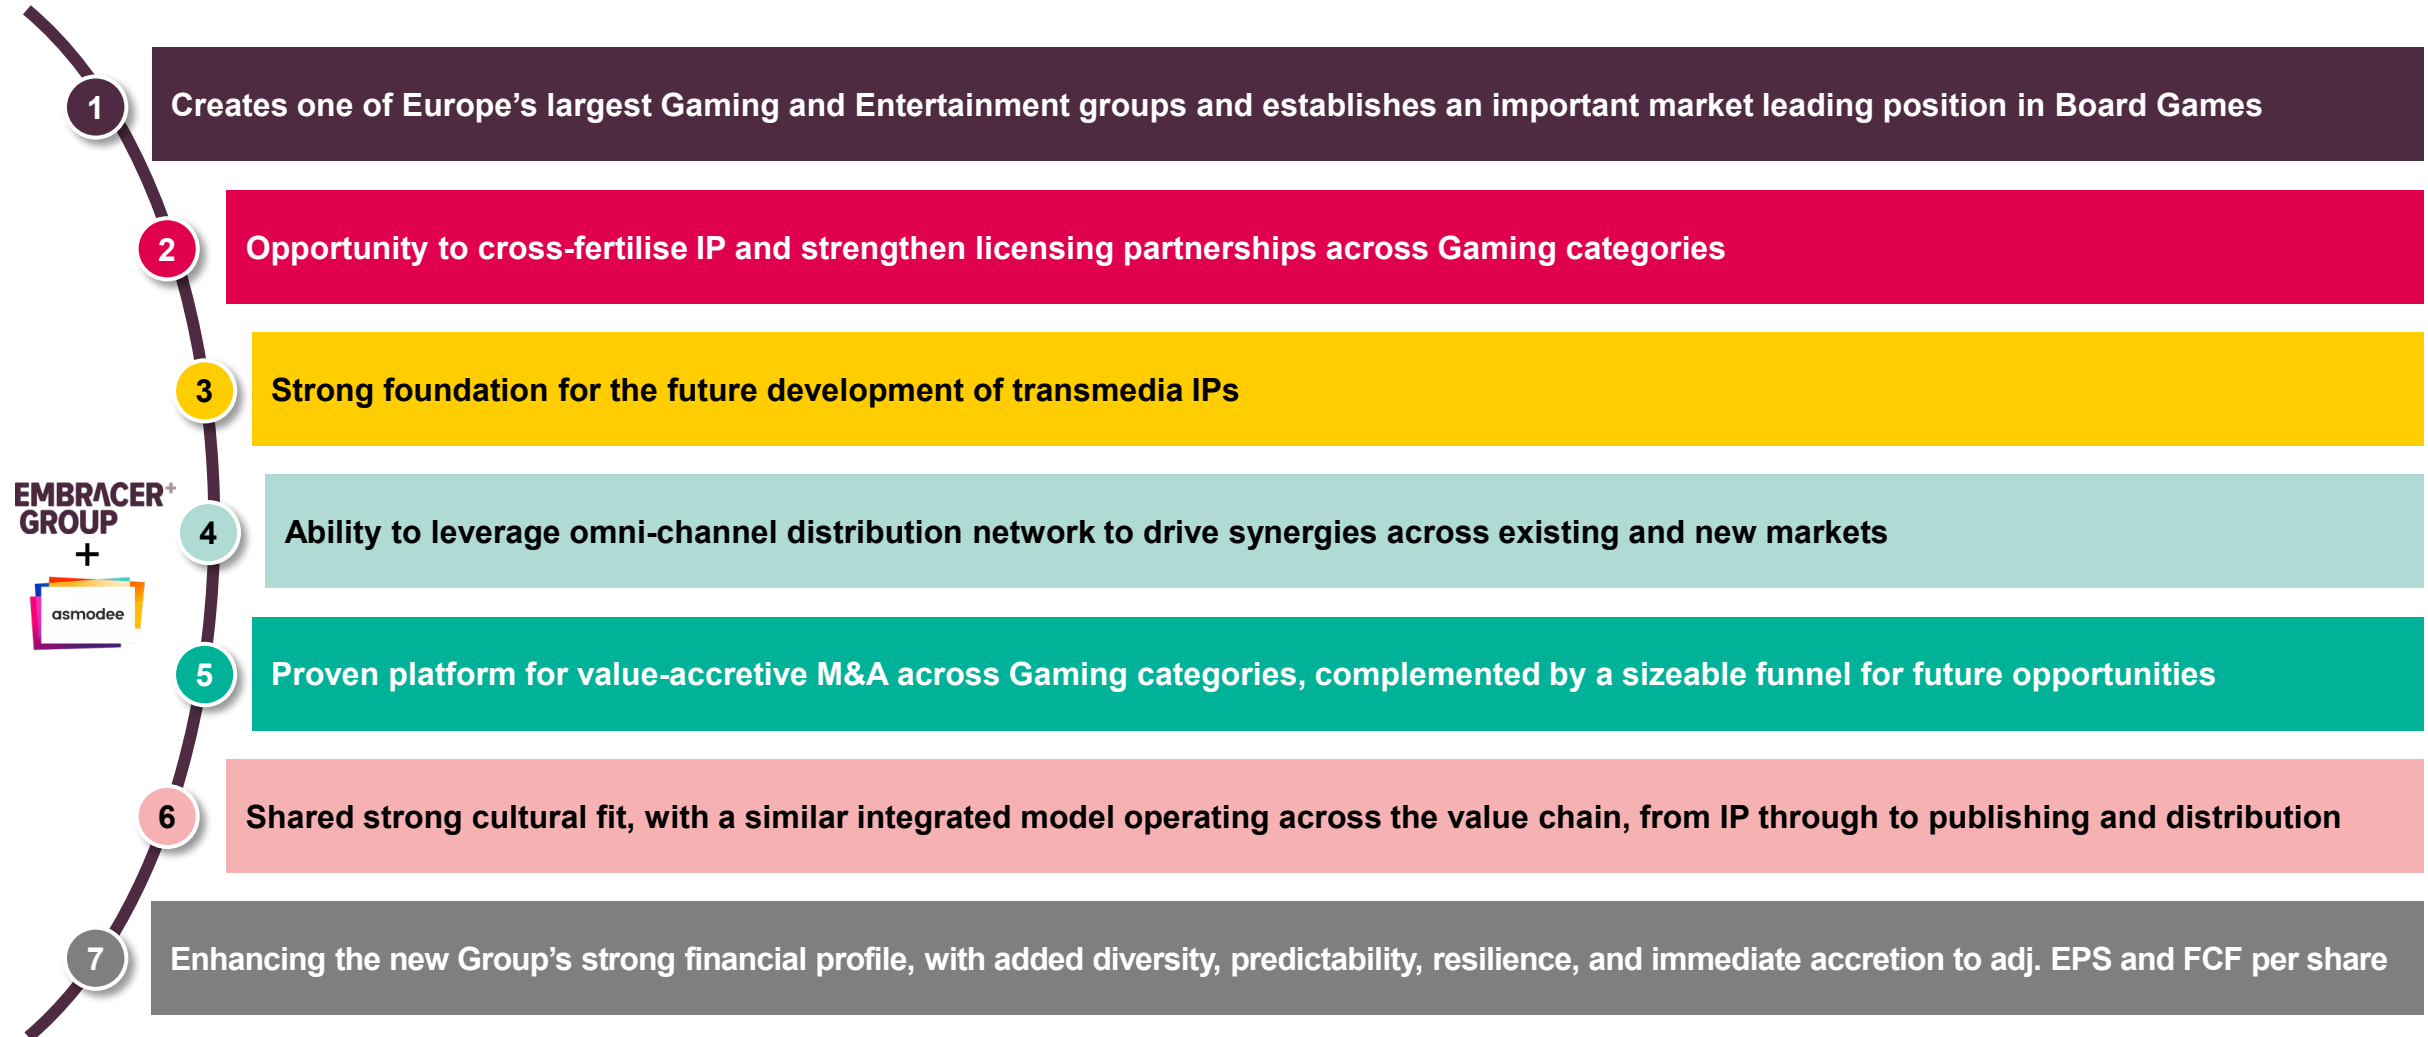 1
Creates one of Europe’s largest Gaming and Entertainment groups and establishes an important market leading position in Board Games
2
Opportunity to cross-fertilise IP and strengthen licensing partnerships across Gaming categories
3
Strong foundation for the future development of transmedia IPs
EMBRACER+
GROUP
+
asmodee
4
Ability to leverage omni-channel distribution network to drive synergies across existing and new markets
5
Proven platform for value-accretive M&A across Gaming categories, complemented by a sizeable funnel for future opportunities
6
Shared strong cultural fit, with a similar integrated model operating across the value chain, from IP through to publishing and distribution
7
Enhancing the new Group’s strong financial profile, with added diversity, predictability, resilience, and immediate accretion to adj. EPS and FCF per share